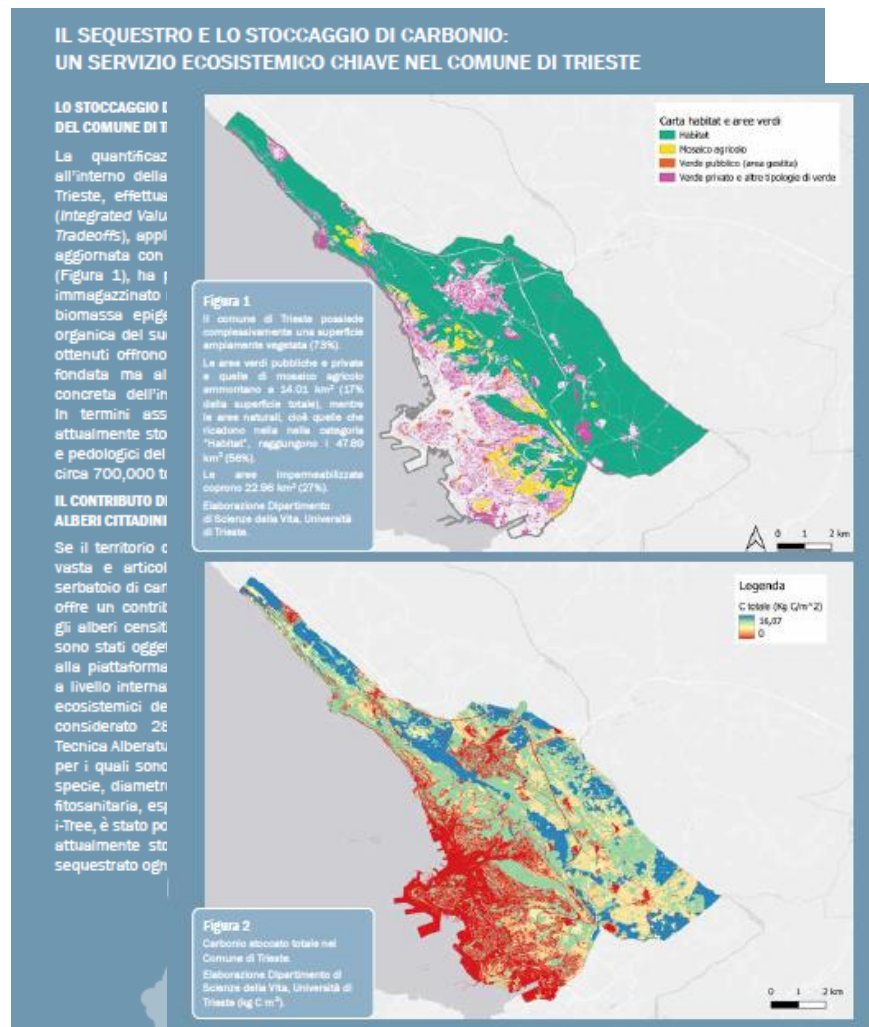 IL SEQUESTRO E LO STOCCAGGIO DI CARBONIO:
UN SERVIZIO ECOSISTEMICO CHIAVE NEL COMUNE DI TRIESTE
LO STOCCAGGIO D
DEL COMUNE DI T
La quantificaz
all'interno della
Trieste, effettua
(Integrated Valu
Tradeoffs), appl
aggiornata con
(Figura 1), ha p
immagazzinato
biomassa epige
organica del su
ottenuti offrono
fondata ma al
concreta dell'in
In termini ass
attualmente sto
e pedologici del
circa 700,000 to
IL CONTRIBUTO DI
ALBERI CITTADINI
Se il territorio c
vasta e articol
serbatoio di car
offre un contrib
gli alberi censit
sono stati ogget
alla piattaforma
a livello interna
ecosistemici de
considerato 28
Tecnica Alberatu
per i quali sono
specie, diametro
fitosanitaria, esp
i-Tree, è stato po
attualmente sto
sequestrato ogn
Carta habitat e aree verdi
Habitat
Mosaico agricolo
Verde pubblico (area gestita)
Verde privato e altre tipologie di verde
Figura 1
Il comune di Trieste possiede
complessivamente una superficie
ampiamente vegetata (73%).
Le aree verdi pubbliche e private
e quelle di mosaico agricolo
ammontano a 14.01 km² (17%
della superficie totale), mentre
le aree naturali, cioè quelle che
ricadono nella nella categoria
"Habitat", raggiungono i 47.89
km² (56%).
Le aree impermeabilizzate
coprono 22.96 km² (27%).
Elaborazione Dipartimento
di Scienze della Vita, Università
di Trieste.
0 1 2 km
Legenda
C totale (Kg C/m^2)
16,07
0
Figura 2
Carbonio stoccato totale nel
Comune di Trieste.
Elaborazione Dipartimento di
Scienze della Vita, Università di
Trieste (kg C m²).
0 1 2 km